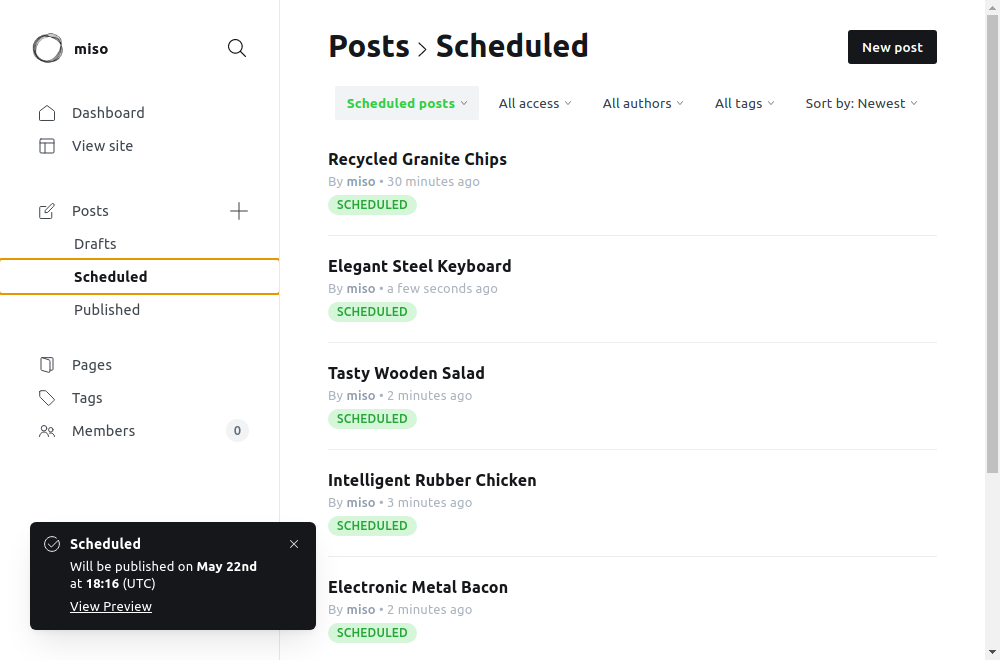 miso
Dashboard
View site
Posts
Drafts
Scheduled
Published
Pages
Tags
Members 0
Scheduled
Will be published on May 22nd
at 18:16 (UTC)
View Preview
Posts › Scheduled
New post
Scheduled posts All access All authors All tags Sort by: Newest
Recycled Granite Chips
By miso • 30 minutes ago
SCHEDULED
Elegant Steel Keyboard
By miso • a few seconds ago
SCHEDULED
Tasty Wooden Salad
By miso • 2 minutes ago
SCHEDULED
Intelligent Rubber Chicken
By miso • 3 minutes ago
SCHEDULED
Electronic Metal Bacon
By miso • 2 minutes ago
SCHEDULED